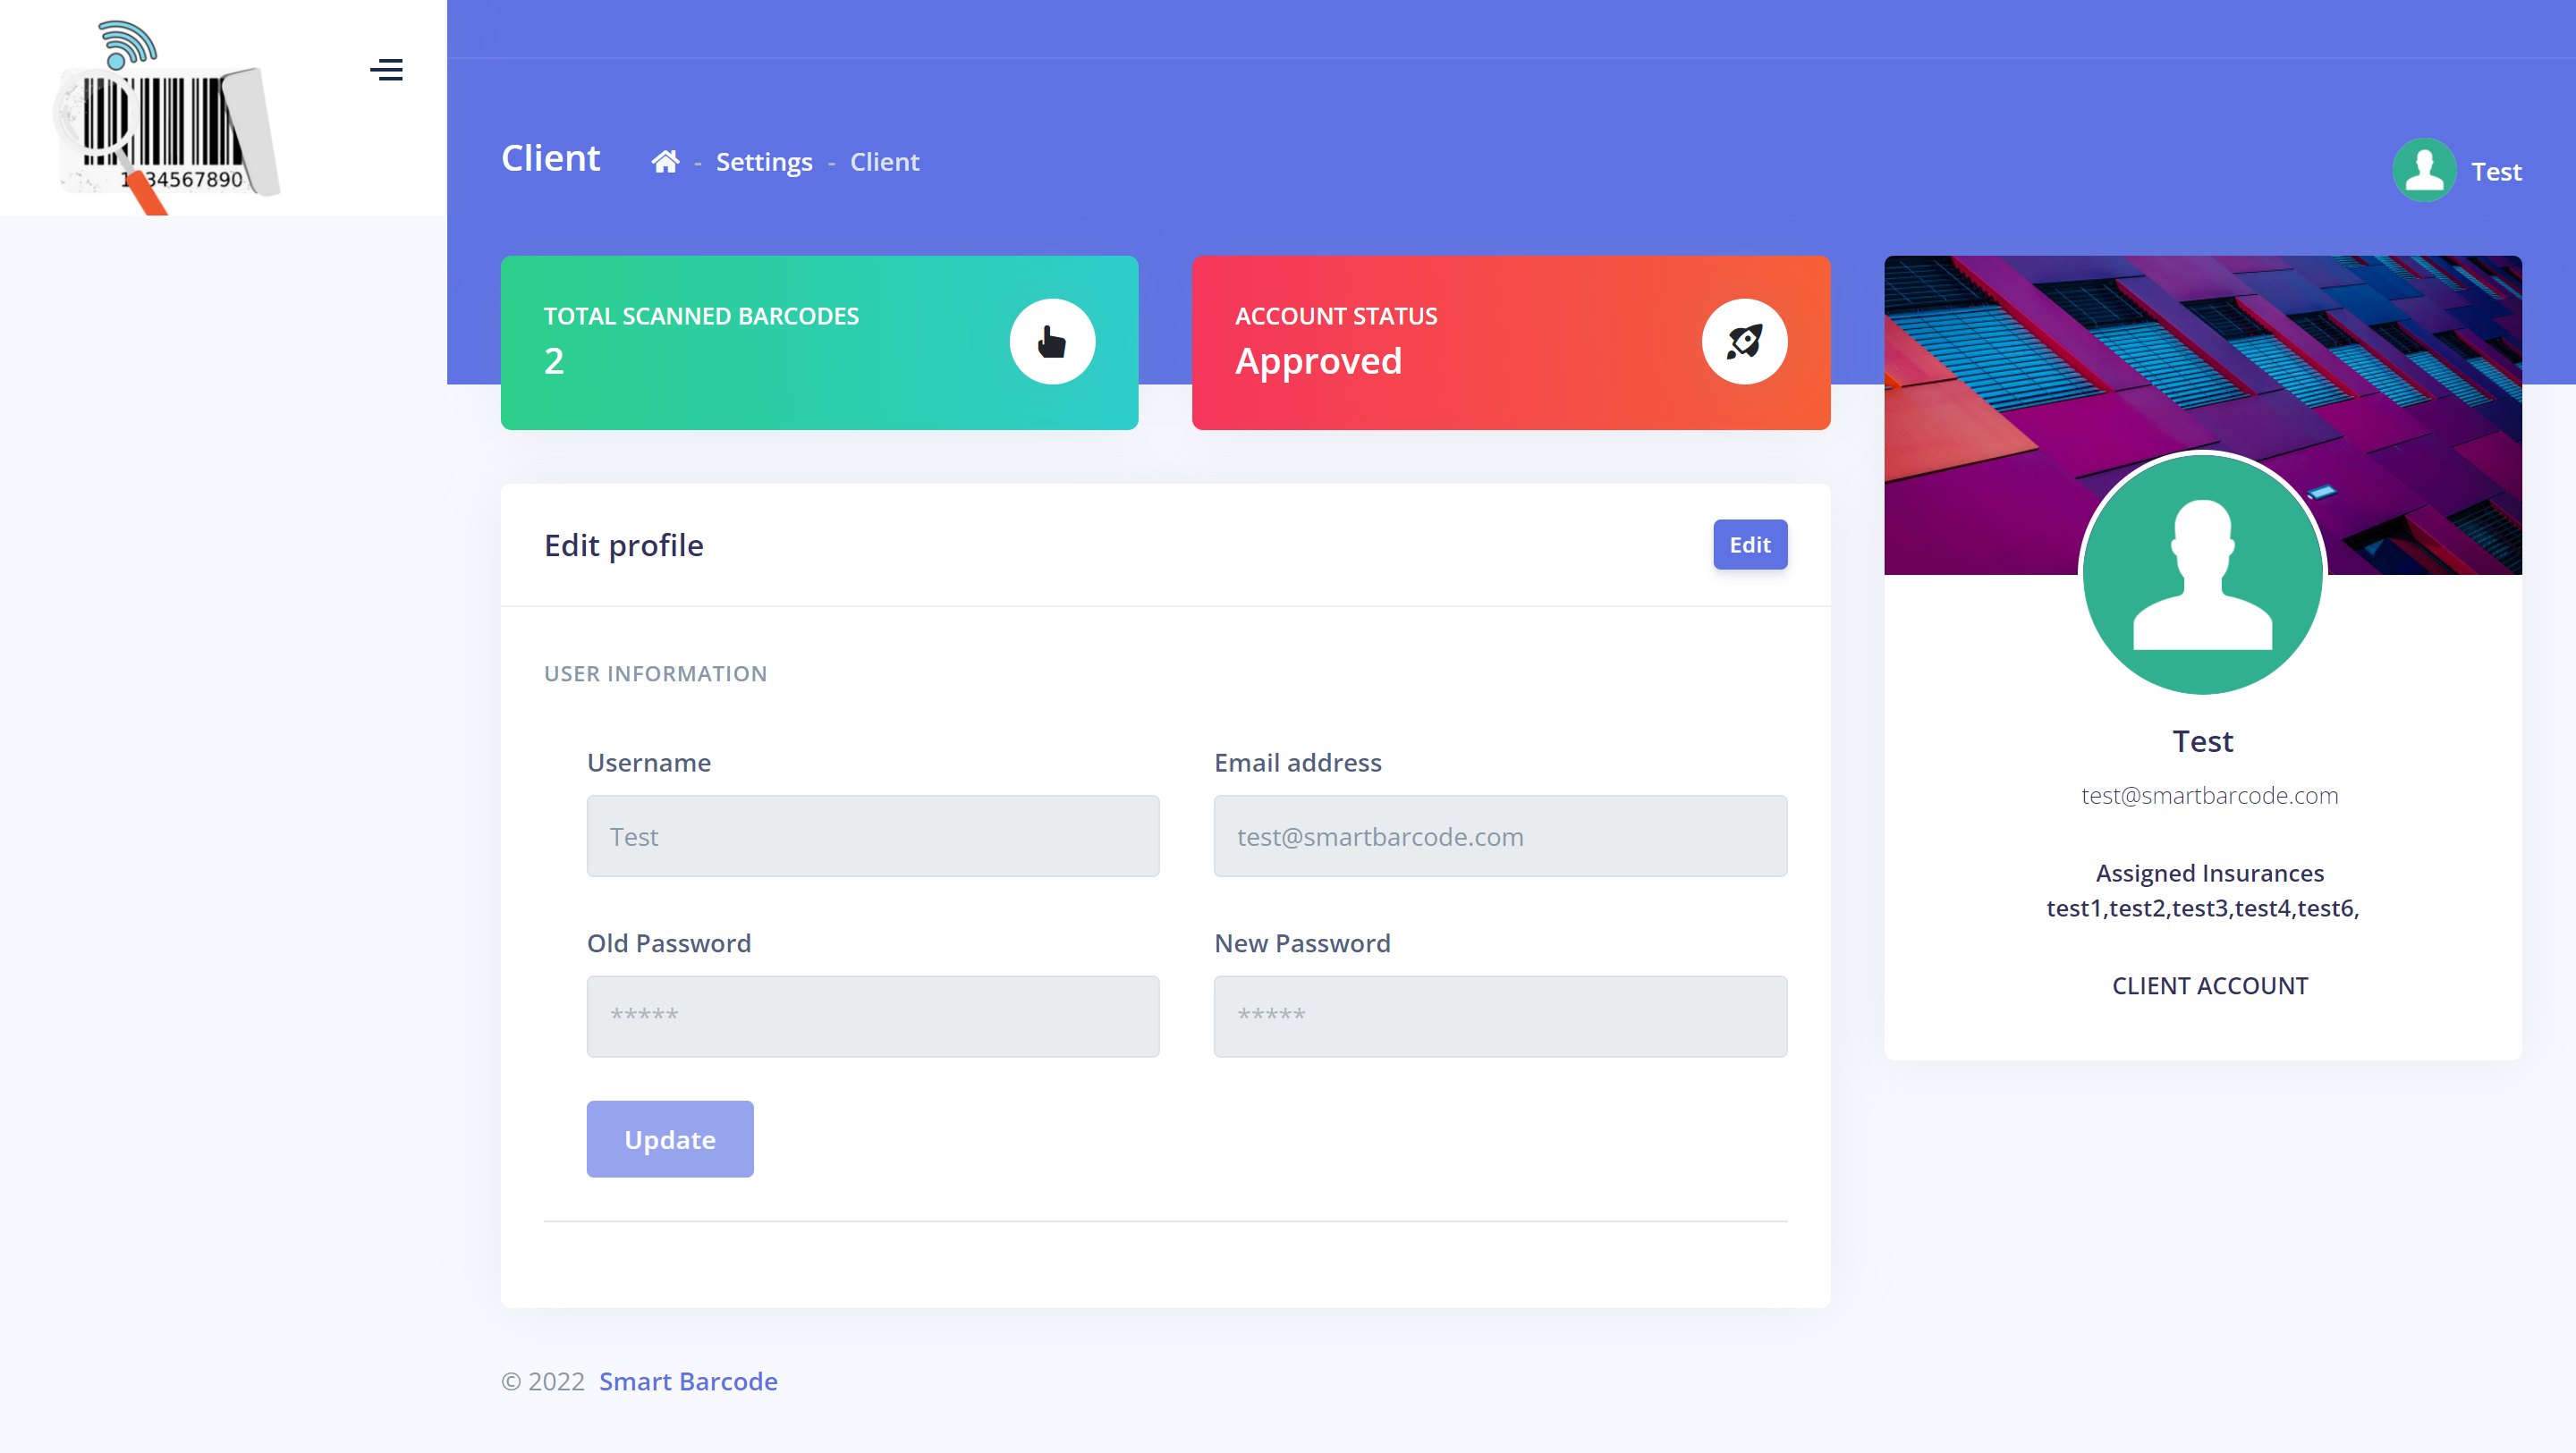 1 34567890
Client - Settings - Client
Test
TOTAL SCANNED BARCODES
2
ACCOUNT STATUS
Approved
Edit profile
Edit
USER INFORMATION
Username
Email address
Test
test@smartbarcode.com
Old Password
New Password
*****
*****
Update
Test
test@smartbarcode.com
Assigned Insurances
test1,test2,test3,test4,test6,
CLIENT ACCOUNT
© 2022 Smart Barcode